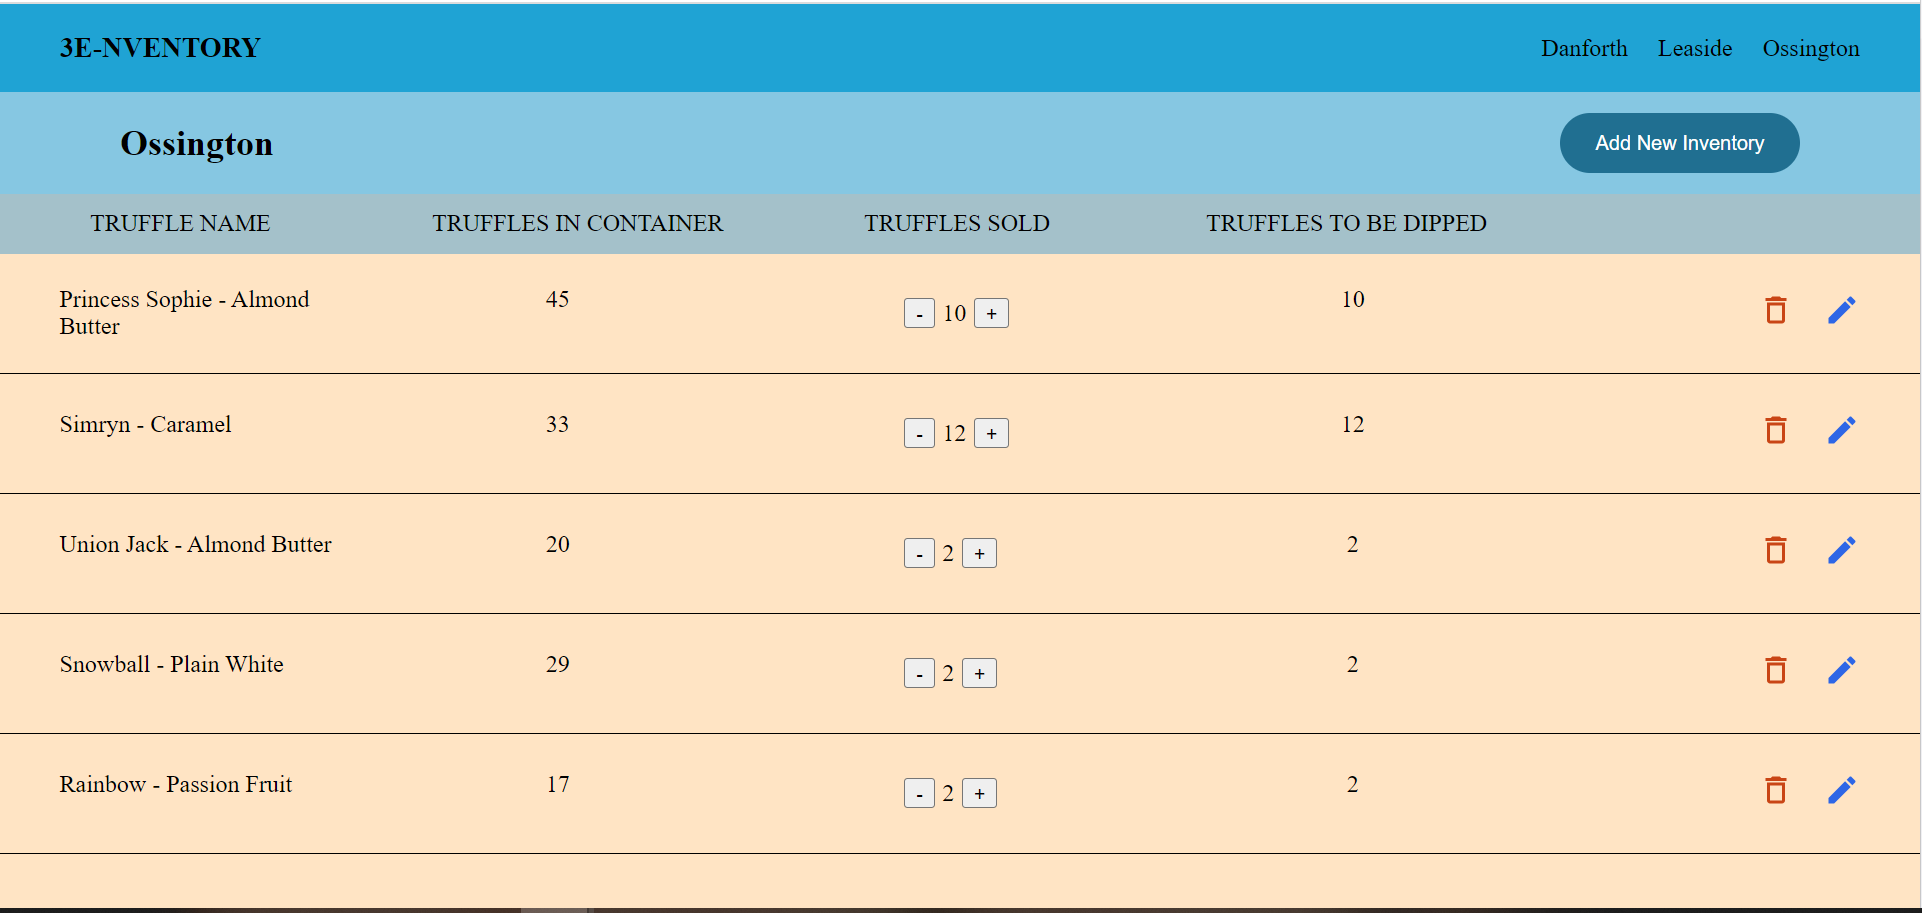 3E-NVENTORY
Danforth Leaside Ossington
Ossington
Add New Inventory
TRUFFLE NAME TRUFFLES IN CONTAINER TRUFFLES SOLD TRUFFLES TO BE DIPPED
Princess Sophie - Almond
Butter
45 - 10 + 10
Simryn - Caramel 33 - 12 + 12
Union Jack - Almond Butter 20 - 2 + 2
Snowball - Plain White 29 - 2 + 2
Rainbow - Passion Fruit 17 - 2 + 2